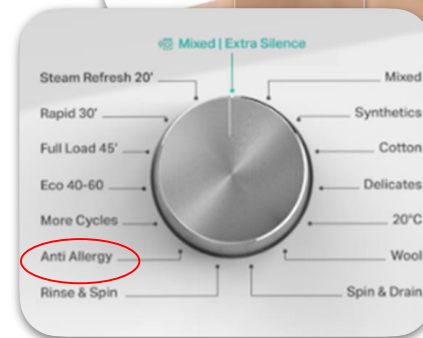 Mixed | Extra Silence
Steam Refresh 20'
Rapid 30'
Full Load 45'
Eco 40-60
More Cycles
Anti Allergy
Rinse & Spin
Mixed
Synthetics
Cotton
Delicates
20°C
Wool
Spin & Drain